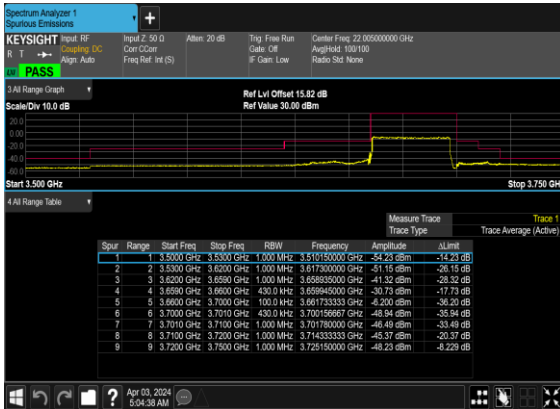 Spectrum Analyzer 1
Spurious Emissions
KEYSIGHT Input: RF Input Z: 50 Ω Atten: 20 dB Trig: Free Run Center Freq: 22.005000000 GHz
R T Coupling: DC Corr CCorr Gate: Off Avg|Hold: 100/100
Align: Auto Freq Ref: Int (S) IF Gain: Low Radio Std: None
PASS
3 All Range Graph
Ref Lvl Offset 15.82 dB
Scale/Div 10.0 dB Ref Value 30.00 dBm
20.0
0.00
-20.0
-40.0
-60.0
Start 3.500 GHz Stop 3.750 GH
4 All Range Table
Measure Trace Trace 1
Trace Type Trace Average (Active)
Spur Range Start Freq Stop Freq RBW Frequency Amplitude ΔLimit
1 1 3.5000 GHz 3.5300 GHz 1.000 MHz 3.510150000 GHz -54.23 dBm -14.23 dB
2 2 3.5300 GHz 3.6200 GHz 1.000 MHz 3.617300000 GHz -51.15 dBm -26.15 dB
3 3 3.6200 GHz 3.6590 GHz 1.000 MHz 3.658935000 GHz -41.32 dBm -28.32 dB
4 4 3.6590 GHz 3.6600 GHz 430.0 kHz 3.659945000 GHz -30.73 dBm -17.73 dB
5 5 3.6600 GHz 3.7000 GHz 100.0 kHz 3.661733333 GHz -6.200 dBm -36.20 dB
6 6 3.7000 GHz 3.7010 GHz 430.0 kHz 3.700156667 GHz -48.94 dBm -35.94 dB
7 7 3.7010 GHz 3.7100 GHz 1.000 MHz 3.701780000 GHz -46.49 dBm -33.49 dB
8 8 3.7100 GHz 3.7200 GHz 1.000 MHz 3.714333333 GHz -45.37 dBm -20.37 dB
9 9 3.7200 GHz 3.7500 GHz 1.000 MHz 3.725150000 GHz -48.23 dBm -8.229 dB
Apr 03, 2024
5:04:38 AM